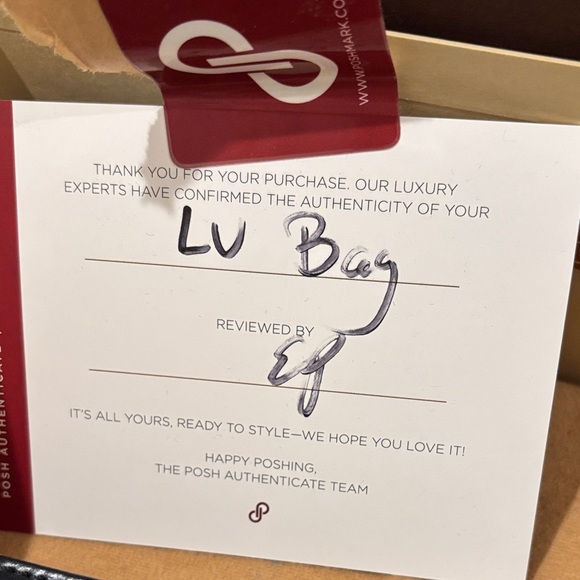 WWW.POSHMARK.CO
THANK YOU FOR YOUR PURCHASE. OUR LUXURY
EXPERTS HAVE CONFIRMED THE AUTHENTICITY OF YOUR
LV Bag
REVIEWED BY
IT'S ALL YOURS, READY TO STYLE—WE HOPE YOU LOVE IT!
HAPPY POSHING,
THE POSH AUTHENTICATE TEAM
POSH AUTHENTICATE